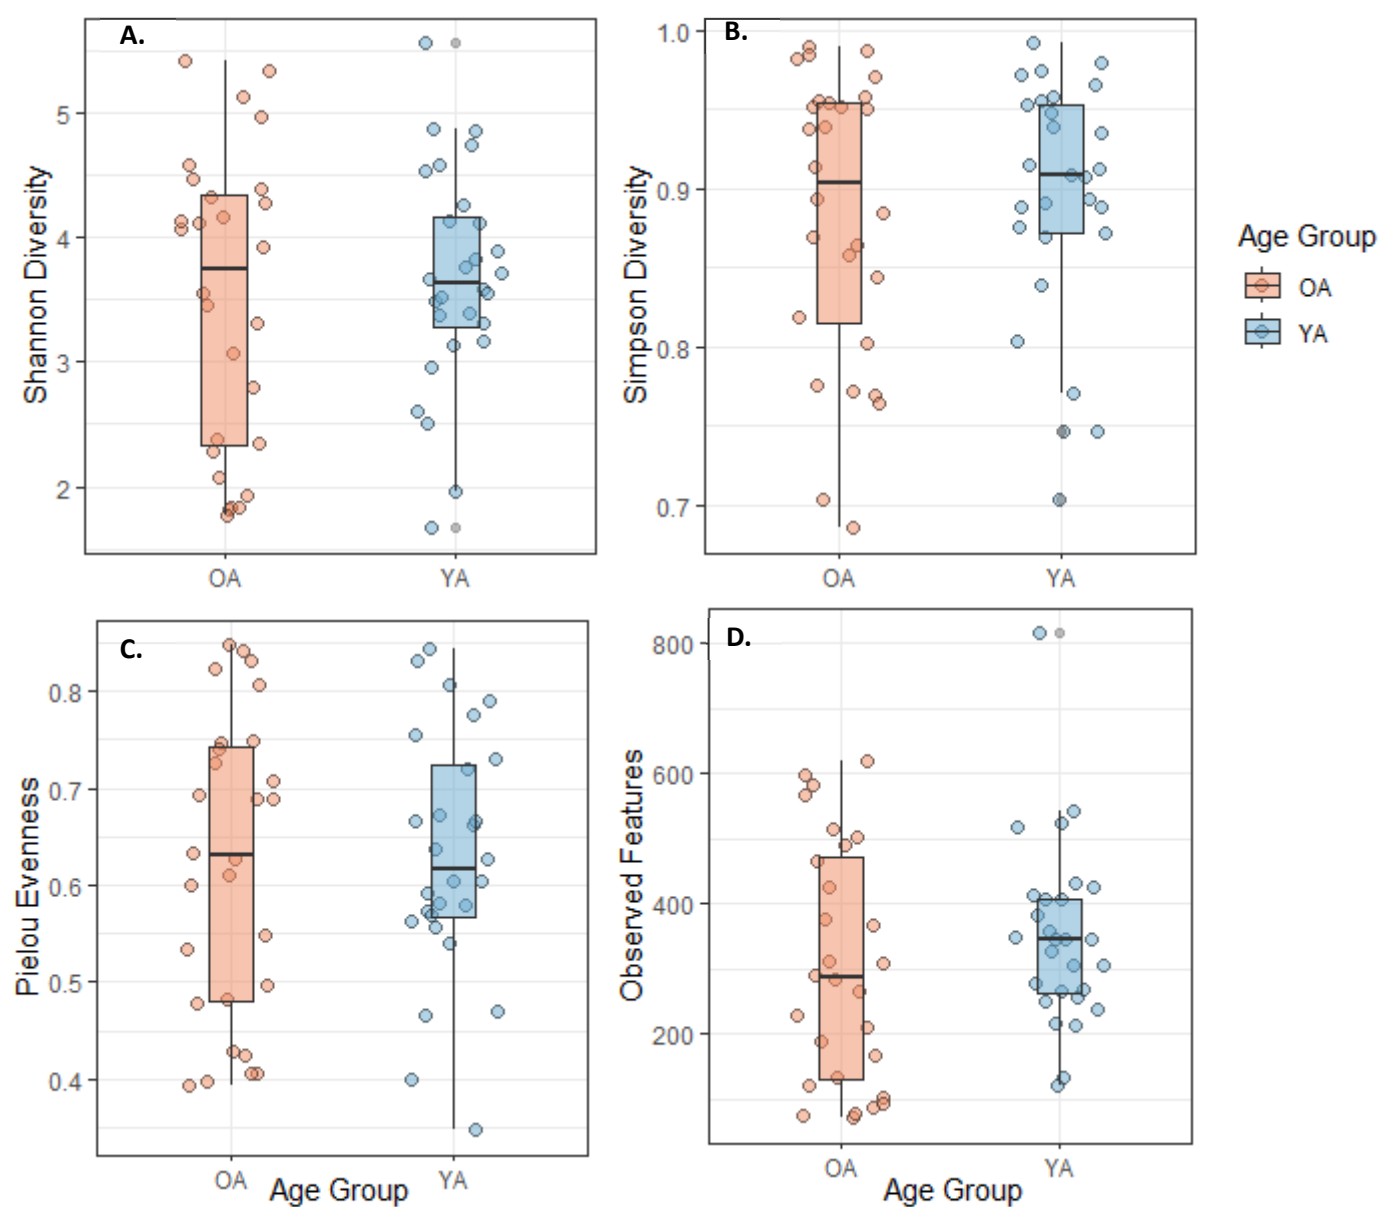 A.
Shannon Diversity
5
4
3
2
OA YA
B.
Simpson Diversity
1.0
0.9
0.8
0.7
OA YA
Age Group
OA
YA
C.
Pielou Evenness
0.8
0.7
0.6
0.5
0.4
OA YA
Age Group
D.
Observed Features
800
600
400
200
OA YA
Age Group